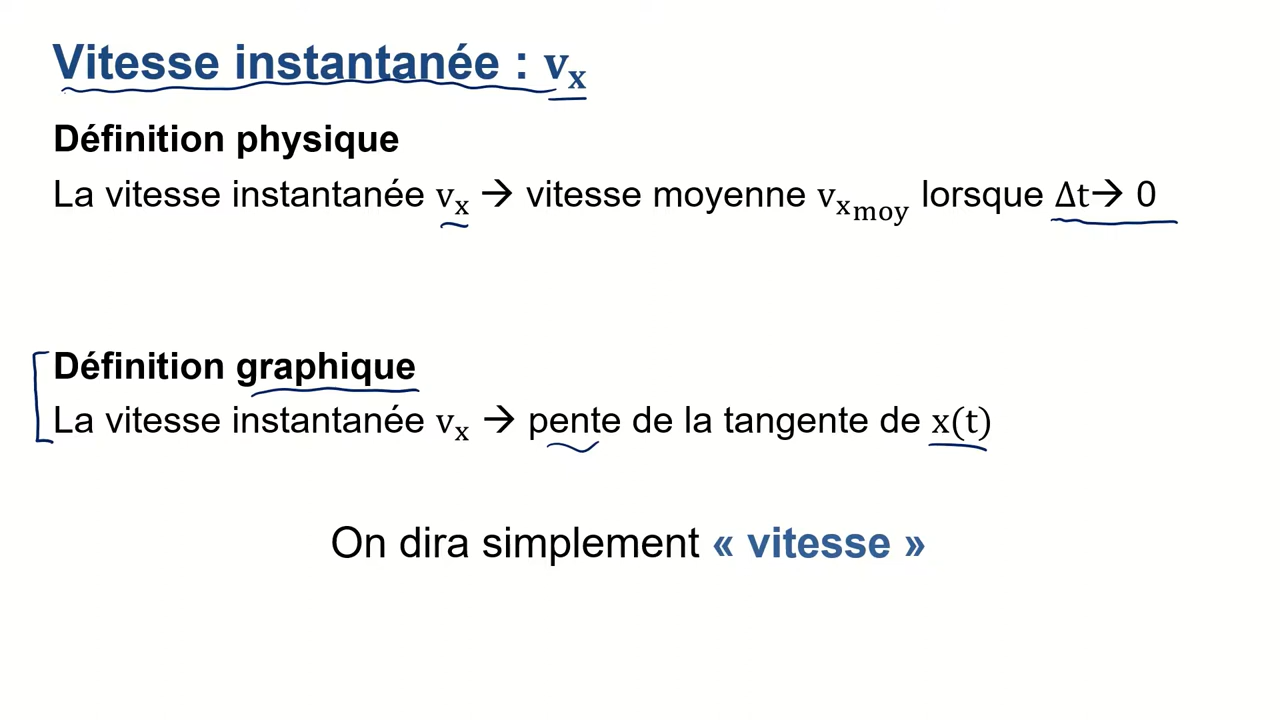 Vitesse instantanée : vₓ
Définition physique
La vitesse instantanée vₓ → vitesse moyenne vₓₘₒy lorsque Δt→ 0
Définition graphique
La vitesse instantanée vₓ → pente de la tangente de x(t)
On dira simplement « vitesse »